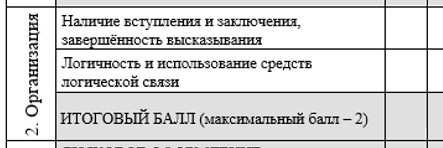 2. Организация
Наличие вступления и заключения,
завершённость высказывания
Логичность и использование средств
логической связи
ИТОГОВЫЙ БАЛЛ (максимальный балл – 2)